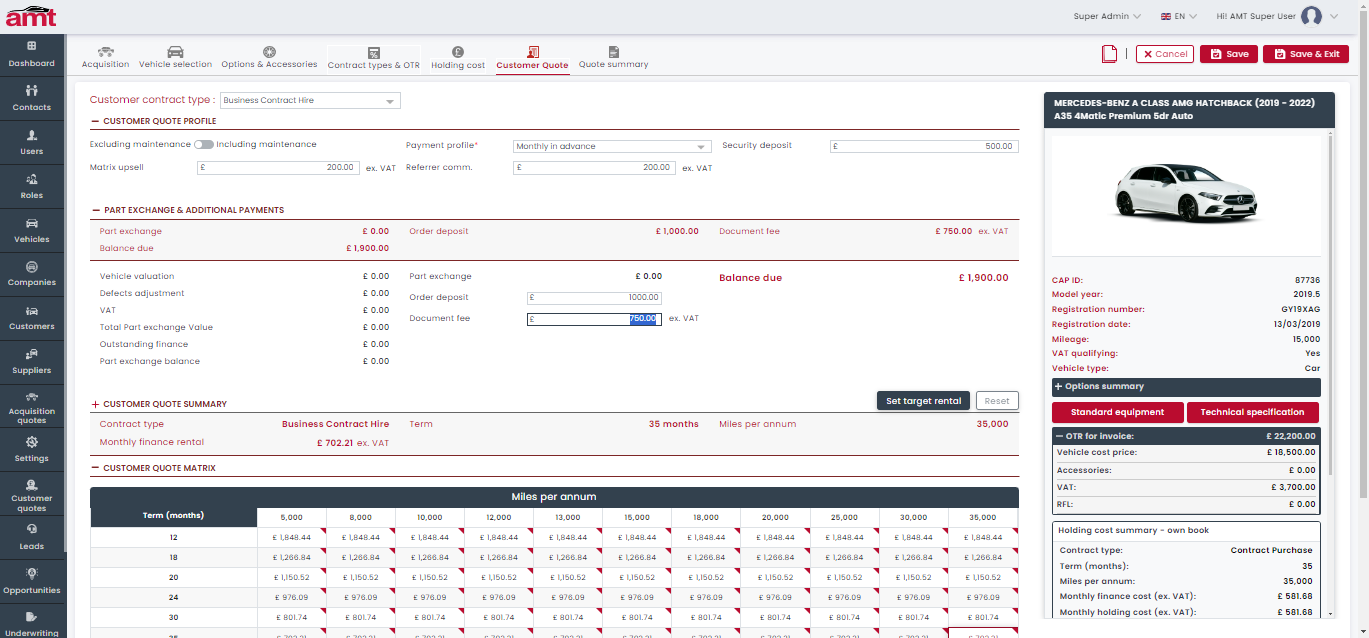 amt
Super Admin
EN
Hi! AMT Super User
Dashboard
Contacts
Users
Roles
Vehicles
Companies
Customers
Suppliers
Acquisition
quotes
Settings
Customer
quotes
Leads
Opportunities
Underwriting
Acquisition
Vehicle selection
Options & Accessories
Contract types & OTR
Holding cost
Customer Quote
Quote summary
Cancel
Save
Save & Exit
Customer contract type : Business Contract Hire
CUSTOMER QUOTE PROFILE
Excluding maintenance Including maintenance Payment profile* Monthly in advance Security deposit £ 500.00
Matrix upsell £ 200.00 ex. VAT Referrer comm. £ 200.00 ex. VAT
PART EXCHANGE & ADDITIONAL PAYMENTS
Part exchange £ 0.00 Order deposit £ 1,000.00 Document fee £ 750.00 ex. VAT
Balance due £ 1,900.00
Vehicle valuation £ 0.00 Part exchange £ 0.00 Balance due £ 1,900.00
Defects adjustment £ 0.00 Order deposit £ 1000.00
VAT £ 0.00 Document fee £ 750.00 ex. VAT
Total Part exchange Value £ 0.00
Outstanding finance £ 0.00
Part exchange balance £ 0.00
CUSTOMER QUOTE SUMMARY Set target rental Reset
Contract type Business Contract Hire Term 35 months Miles per annum 35,000
Monthly finance rental £ 702.21 ex. VAT
CUSTOMER QUOTE MATRIX
Miles per annum
Term (months) 5,000 8,000 10,000 12,000 13,000 15,000 18,000 20,000 25,000 30,000 35,000
12 £ 1,848.44 £ 1,848.44 £ 1,848.44 £ 1,848.44 £ 1,848.44 £ 1,848.44 £ 1,848.44 £ 1,848.44 £ 1,848.44 £ 1,848.44 £ 1,848.44
18 £ 1,266.84 £ 1,266.84 £ 1,266.84 £ 1,266.84 £ 1,266.84 £ 1,266.84 £ 1,266.84 £ 1,266.84 £ 1,266.84 £ 1,266.84 £ 1,266.84
20 £ 1,150.52 £ 1,150.52 £ 1,150.52 £ 1,150.52 £ 1,150.52 £ 1,150.52 £ 1,150.52 £ 1,150.52 £ 1,150.52 £ 1,150.52 £ 1,150.52
24 £ 976.09 £ 976.09 £ 976.09 £ 976.09 £ 976.09 £ 976.09 £ 976.09 £ 976.09 £ 976.09 £ 976.09 £ 976.09
30 £ 801.74 £ 801.74 £ 801.74 £ 801.74 £ 801.74 £ 801.74 £ 801.74 £ 801.74 £ 801.74 £ 801.74 £ 801.74
MERCEDES-BENZ A CLASS AMG HATCHBACK (2019 - 2022)
A35 4Matic Premium 5dr Auto
CAP ID: 87736
Model year: 2019.5
Registration number: GY19XAG
Registration date: 13/03/2019
Mileage: 15,000
VAT qualifying: Yes
Vehicle type: Car
Options summary
Standard equipment Technical specification
OTR for invoice: £ 22,200.00
Vehicle cost price: £ 18,500.00
Accessories: £ 0.00
VAT: £ 3,700.00
RFL: £ 0.00
Holding cost summary - own book
Contract type: Contract Purchase
Term (months): 35
Miles per annum: 35,000
Monthly finance cost (ex. VAT): £ 581.68
Monthly holding cost (ex. VAT): £ 581.68